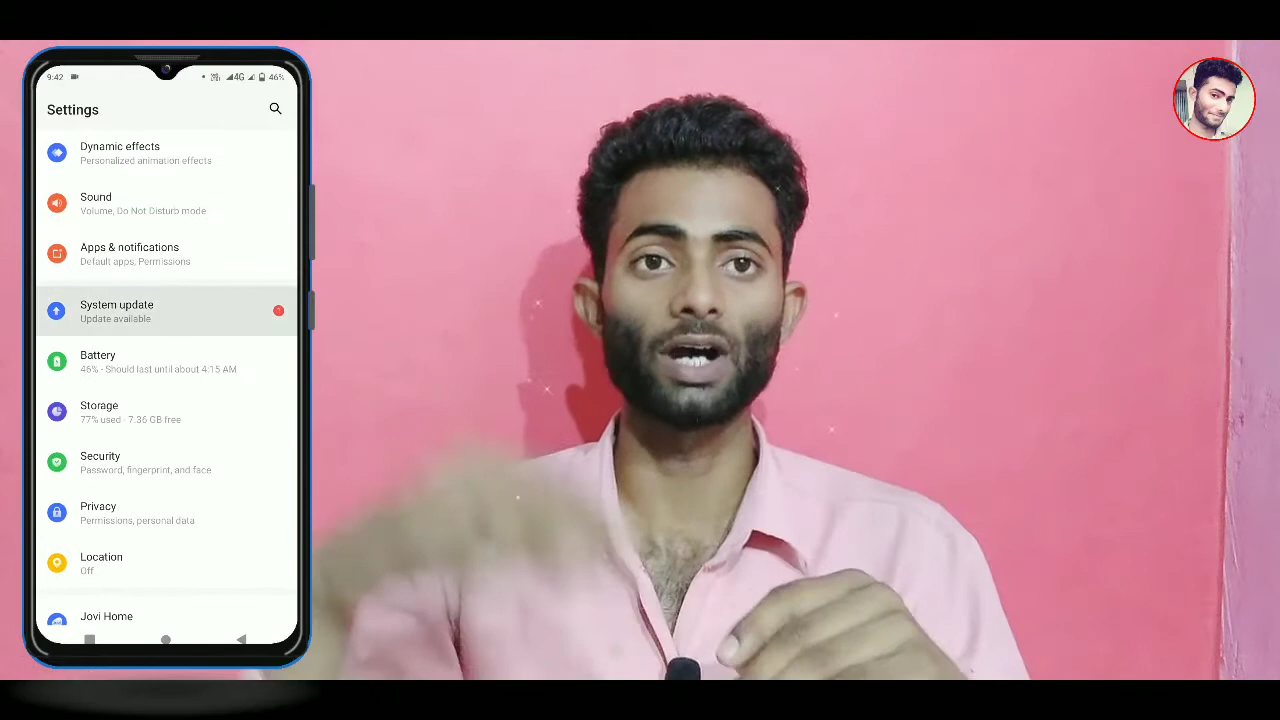 9:42
4G
46%
Settings
Dynamic effects
Personalized animation effects
Sound
Volume, Do Not Disturb mode
Apps & notifications
Default apps, Permissions
System update
Update available
Battery
46% - Should last until about 4:15 AM
Storage
77% used - 7.36 GB free
Security
Password, fingerprint, and face
Privacy
Permissions, personal data
Location
Off
Jovi Home